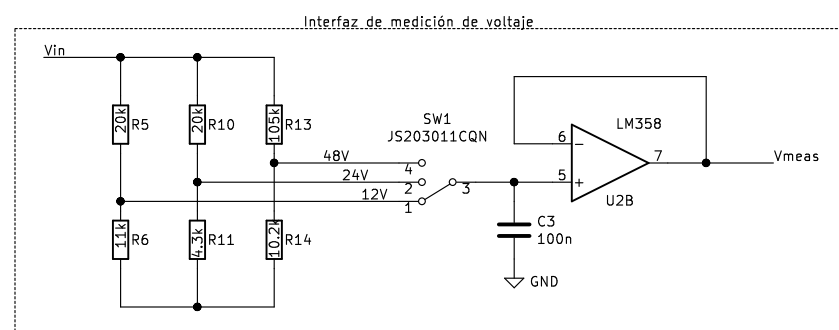 Interfaz de medición de voltaje
Vin
20k R5
20k R10
105k R13
SW1
JS203011CQN
48V
24V
12V
4
2
1
3
LM358
6
5
7
U2B
Vmeas
11k R6
4.3k R11
10.2k R14
C3
100n
GND